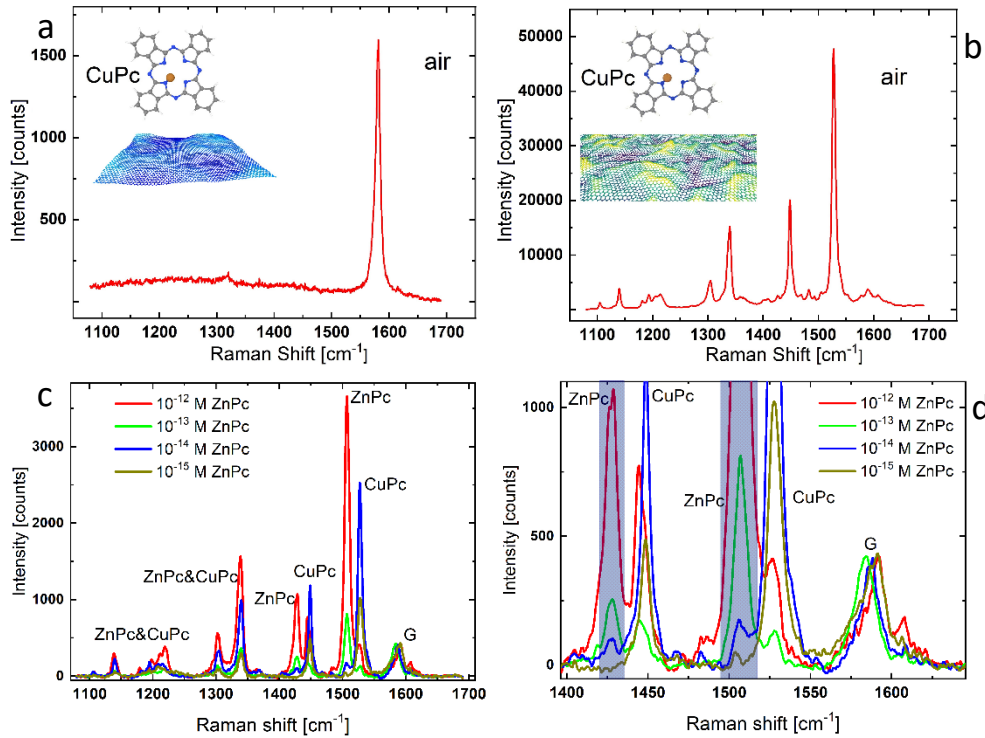 a
CuPc
air
Intensity [counts]
1500
1000
500
1100 1200 1300 1400 1500 1600 1700
Raman Shift [cm⁻¹]
b
CuPc
air
Intensity [counts]
50000
40000
30000
20000
10000
0
1100 1200 1300 1400 1500 1600 1700
Raman Shift [cm⁻¹]
c
10⁻¹² M ZnPc
10⁻¹³ M ZnPc
10⁻¹⁴ M ZnPc
10⁻¹⁵ M ZnPc
ZnPc
CuPc
ZnPc&CuPc
CuPc
ZnPc
ZnPc&CuPc
G
Intensity [counts]
3000
2000
1000
0
1100 1200 1300 1400 1500 1600 1700
Raman shift [cm⁻¹]
d
ZnPc
CuPc
10⁻¹² M ZnPc
10⁻¹³ M ZnPc
10⁻¹⁴ M ZnPc
10⁻¹⁵ M ZnPc
ZnPc
CuPc
G
Intensity [counts]
1000
500
0
1400 1450 1500 1550 1600
Raman shift [cm⁻¹]